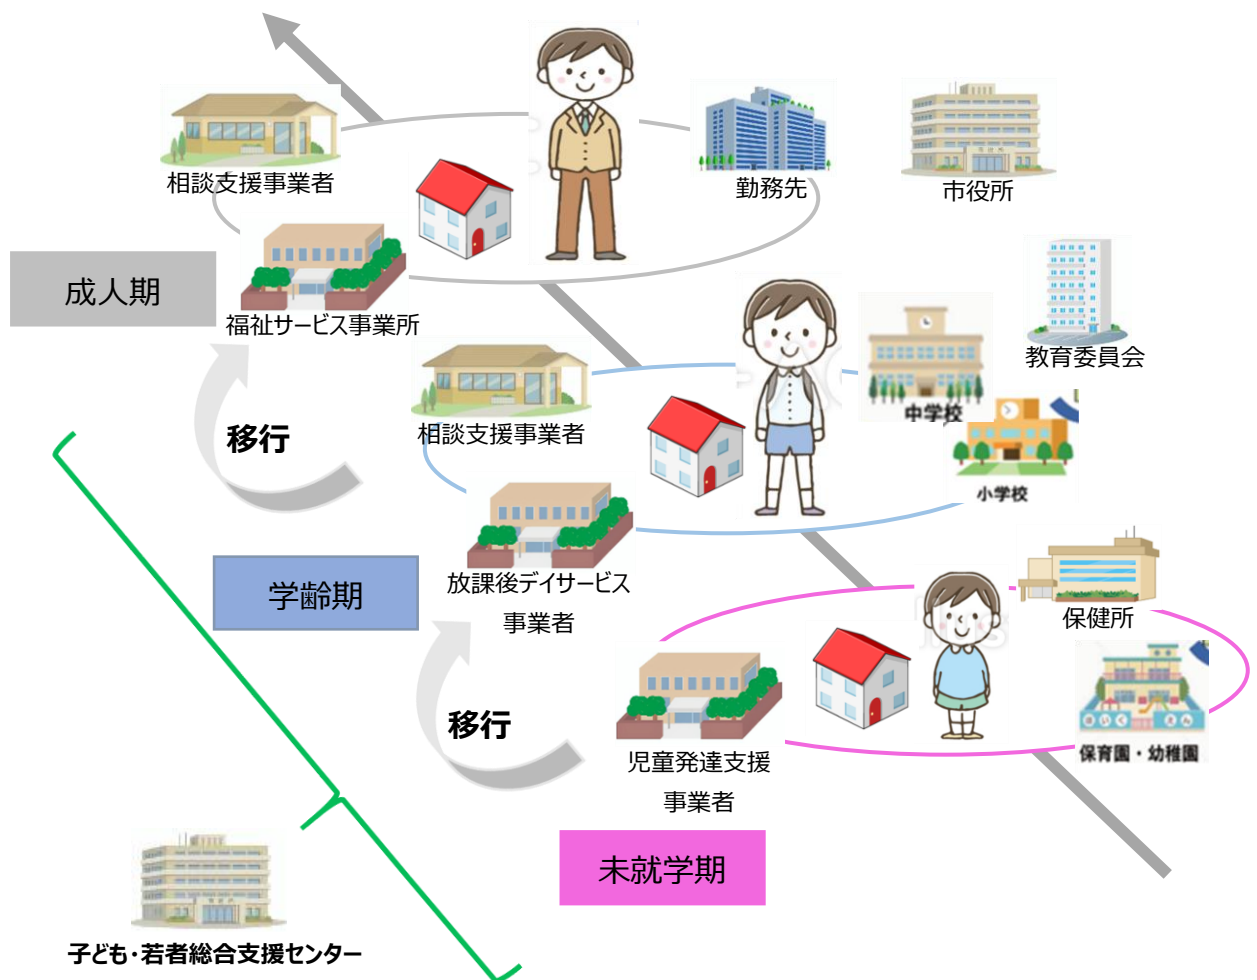 相談支援事業者
勤務先
市役所
成人期
福祉サービス事業所
教育委員会
中学校
移行
相談支援事業者
小学校
学齢期
放課後デイサービス
事業者
保健所
移行
児童発達支援
事業者
ほいく えん
保育園・幼稚園
未就学期
子ども・若者総合支援センター